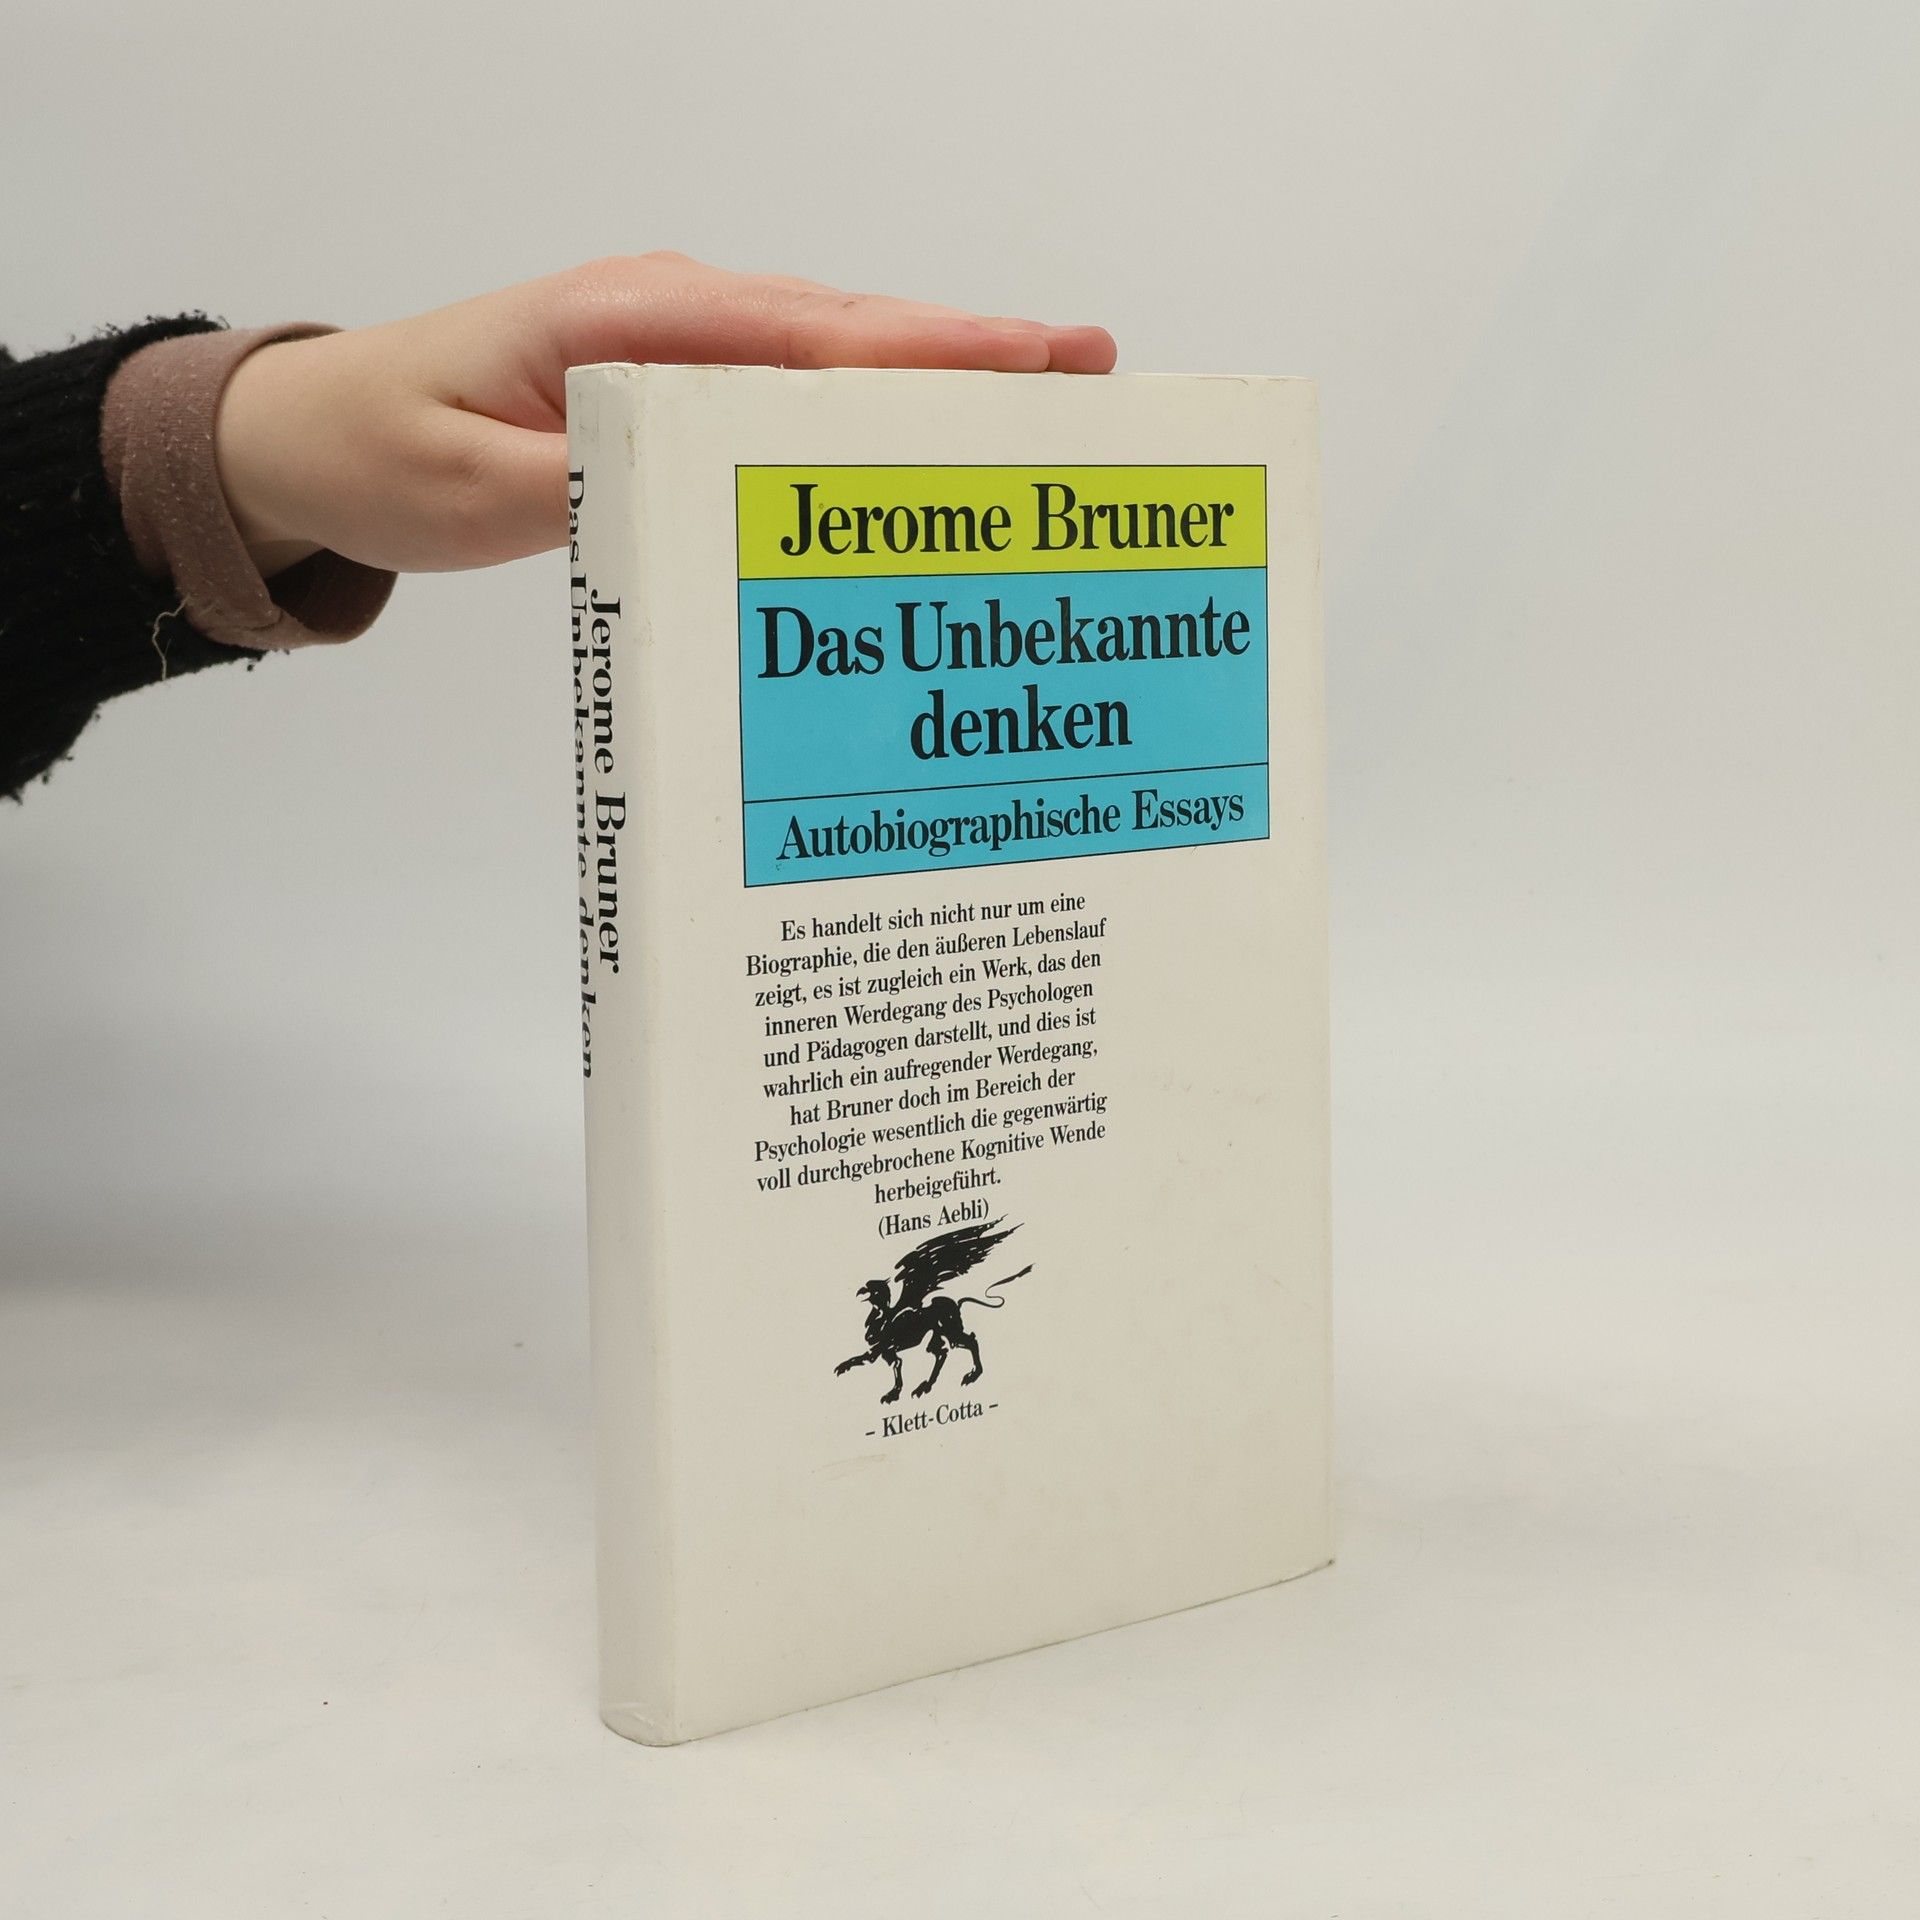 Jerome Bruner
Das Unbekannte denken
Jerome Bruner
Das Unbekannte
denken
Autobiographische Essays
Es handelt sich nicht nur um eine
Biographie, die den äußeren Lebenslauf
zeigt, es ist zugleich ein Werk, das den
inneren Werdegang des Psychologen
und Pädagogen darstellt, und dies ist
wahrlich ein aufregender Werdegang,
hat Bruner doch im Bereich der
Psychologie wesentlich die gegenwärtig
voll durchgebrochene Kognitive Wende
herbeigeführt.
(Hans Aebli)
– Klett-Cotta –